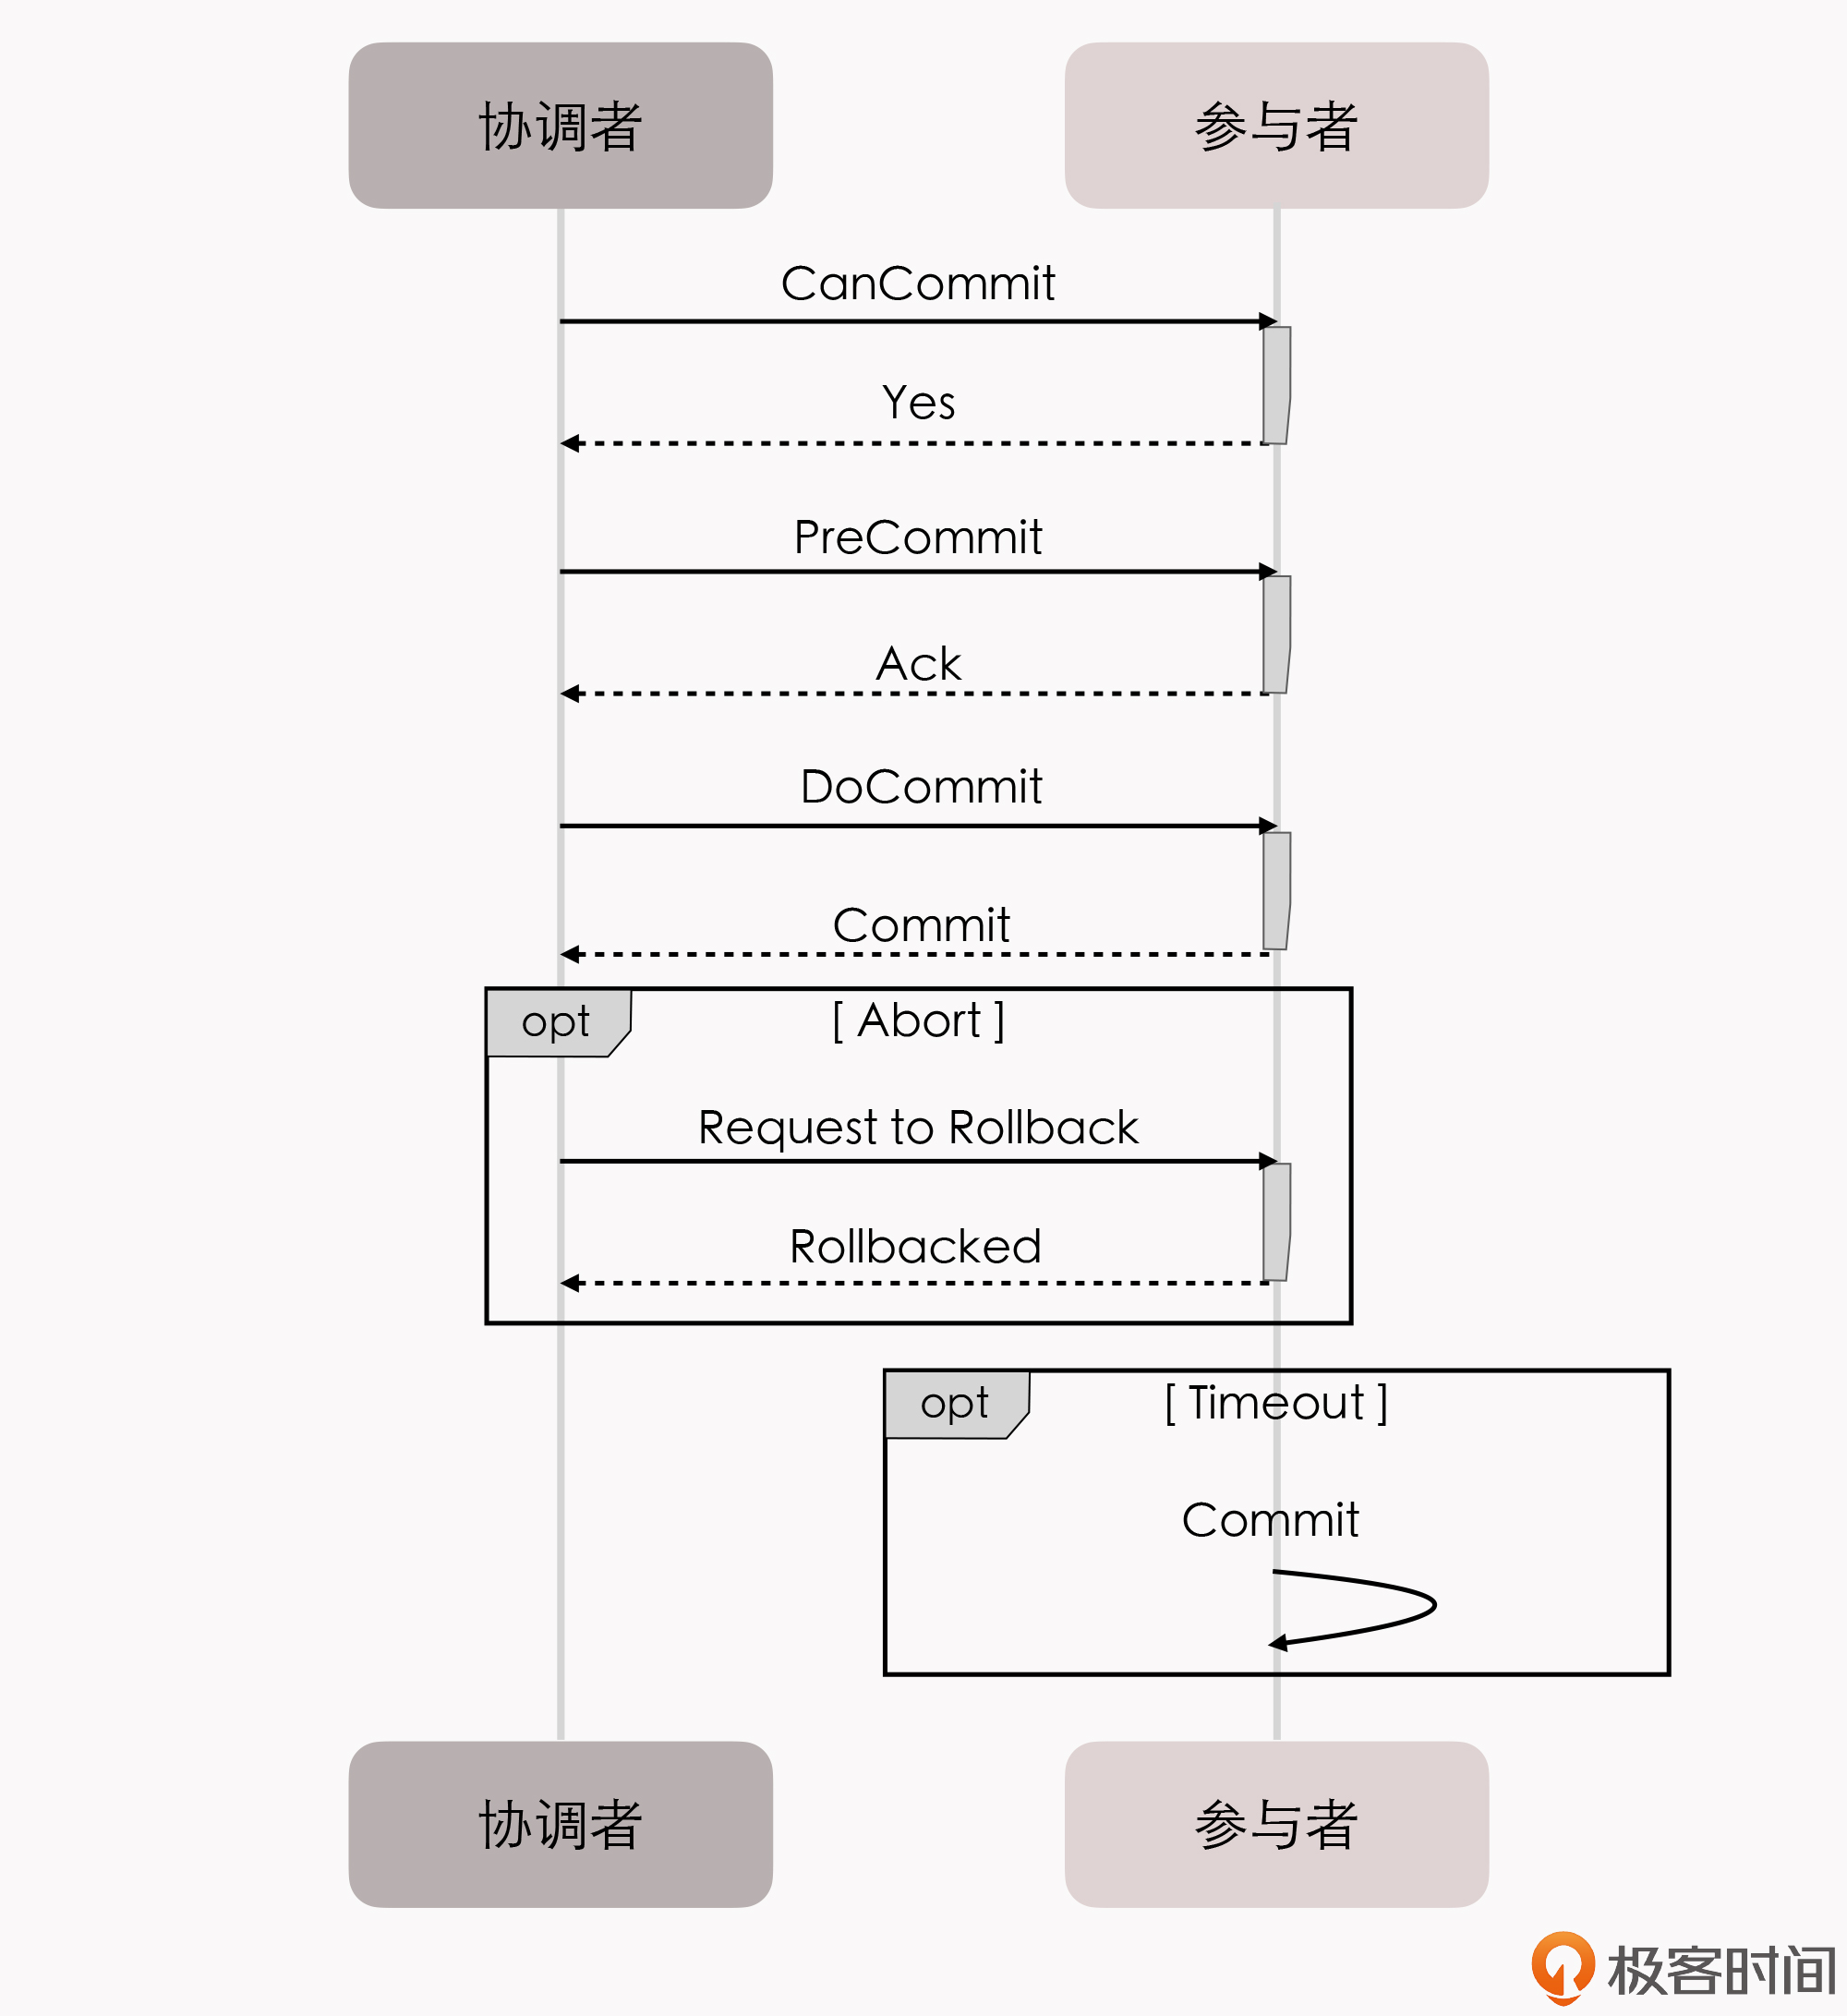 协调者
参与者
CanCommit
Yes
PreCommit
Ack
DoCommit
Commit
opt
[ Abort ]
Request to Rollback
Rollbacked
opt
[ Timeout ]
Commit
协调者
参与者
极客时间